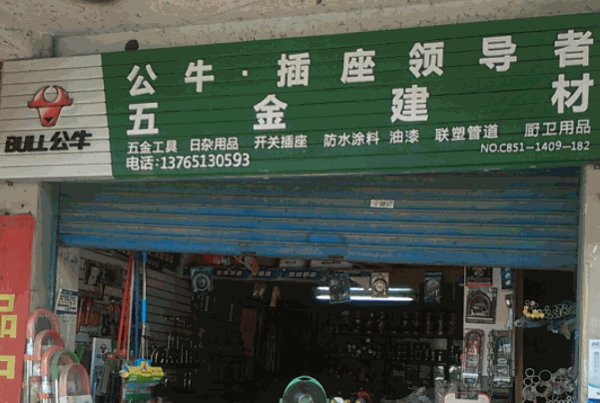 公牛·插座领导者
BULL公牛
五金建材
五金工具 日杂用品 开关插座 防水涂料 油漆 联塑管道 厨卫用品
电话:13765130593
NO.C851-1409-182
品